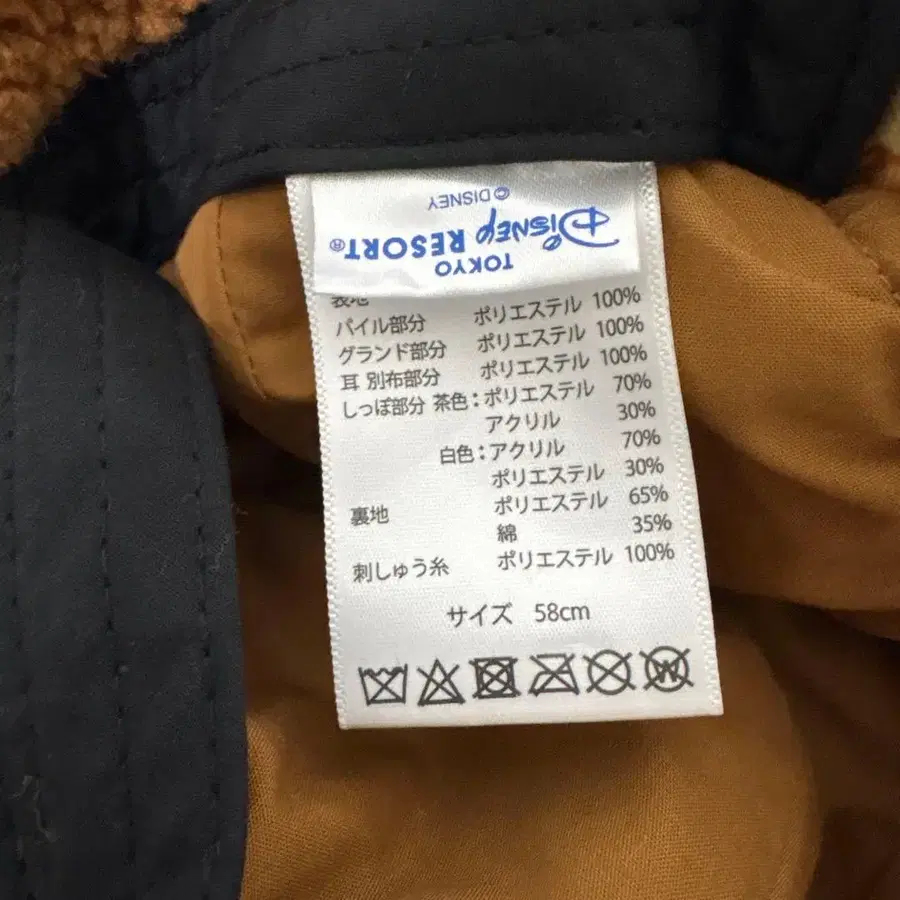 TOKYO
DISNEY RESORT®
© DISNEY
表地
パイル部分 ポリエステル 100%
グランド部分 ポリエステル 100%
耳 別布部分 ポリエステル 100%
しっぽ部分 茶色：ポリエステル 70%
アクリル 30%
白色：アクリル 70%
ポリエステル 30%
裏地 ポリエステル 65%
綿 35%
刺しゅう糸 ポリエステル 100%
サイズ 58cm
W